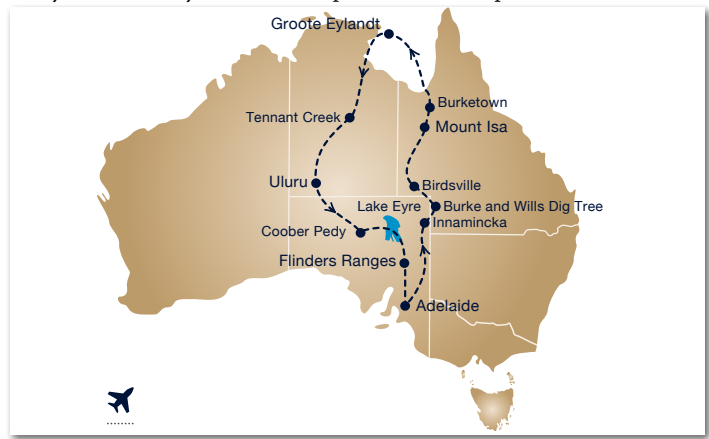 Groote Eylandt
Burketown
Tennant Creek
Mount Isa
Uluru
Birdsville
Lake Eyre
Burke and Wills Dig Tree
Innamincka
Coober Pedy
Flinders Ranges
Adelaide